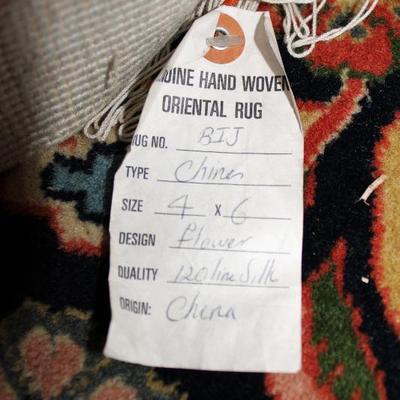 UINE HAND WOVEN
ORIENTAL RUG
RUG NO. BIJ
TYPE Chines
SIZE 4 x 6
DESIGN flower
QUALITY 120 line Silk
ORIGIN: China